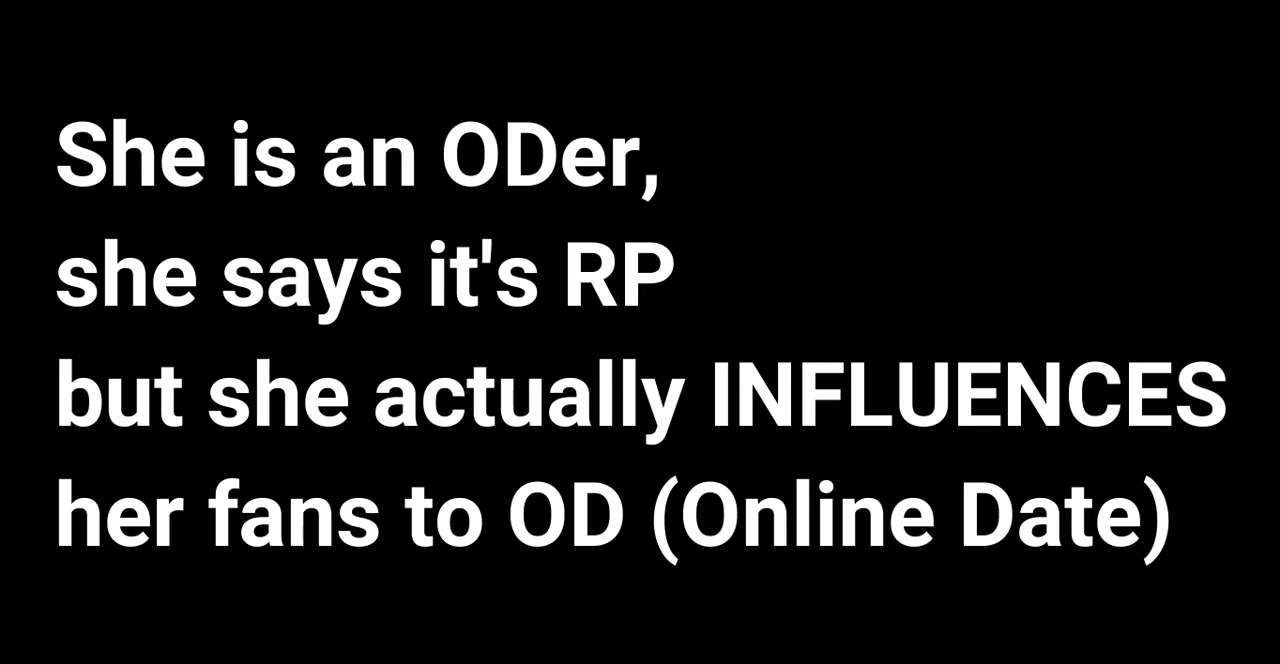 She is an ODer,
she says it's RP
but she actually INFLUENCES
her fans to OD (Online Date)